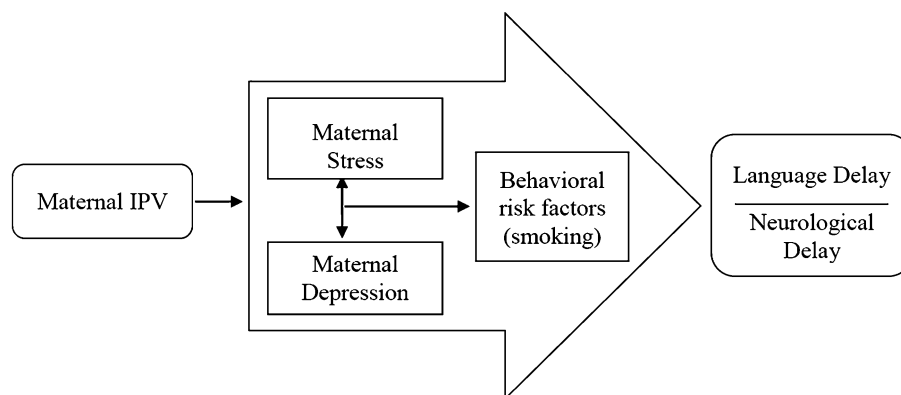 Maternal IPV
Maternal
Stress
Maternal
Depression
Behavioral
risk factors
(smoking)
Language Delay
Neurological
Delay